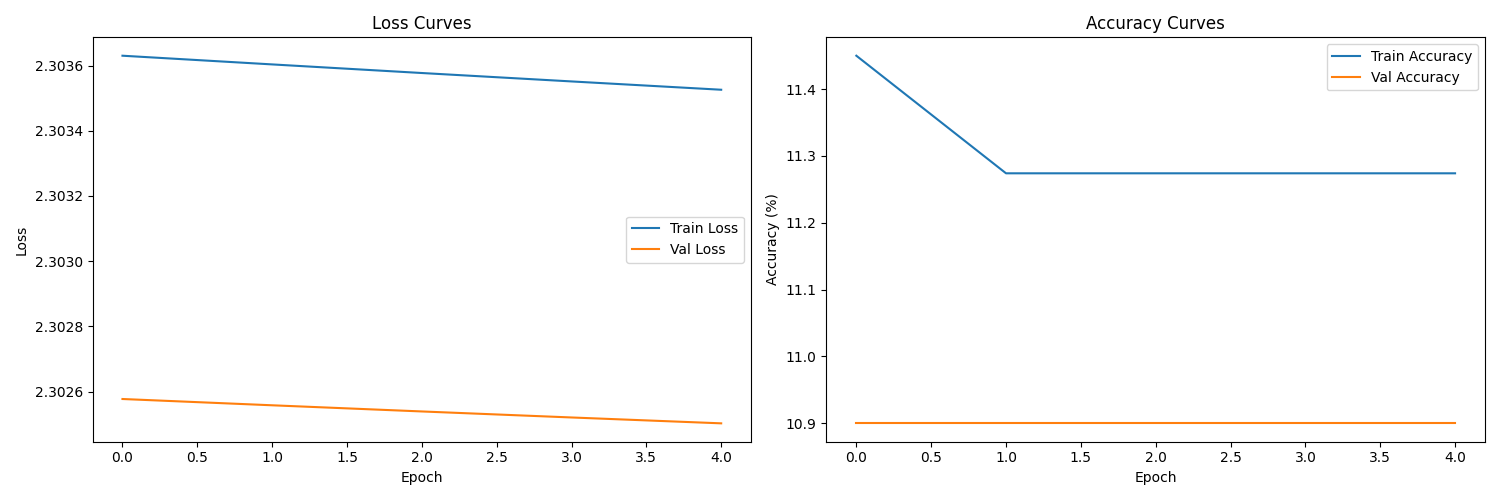 Loss Curves
2.3036
2.3034
2.3032
2.3030
2.3028
2.3026
Loss
Train Loss
Val Loss
0.0 0.5 1.0 1.5 2.0 2.5 3.0 3.5 4.0
Epoch
Accuracy Curves
11.4
11.3
11.2
11.1
11.0
10.9
Accuracy (%)
Train Accuracy
Val Accuracy
0.0 0.5 1.0 1.5 2.0 2.5 3.0 3.5 4.0
Epoch